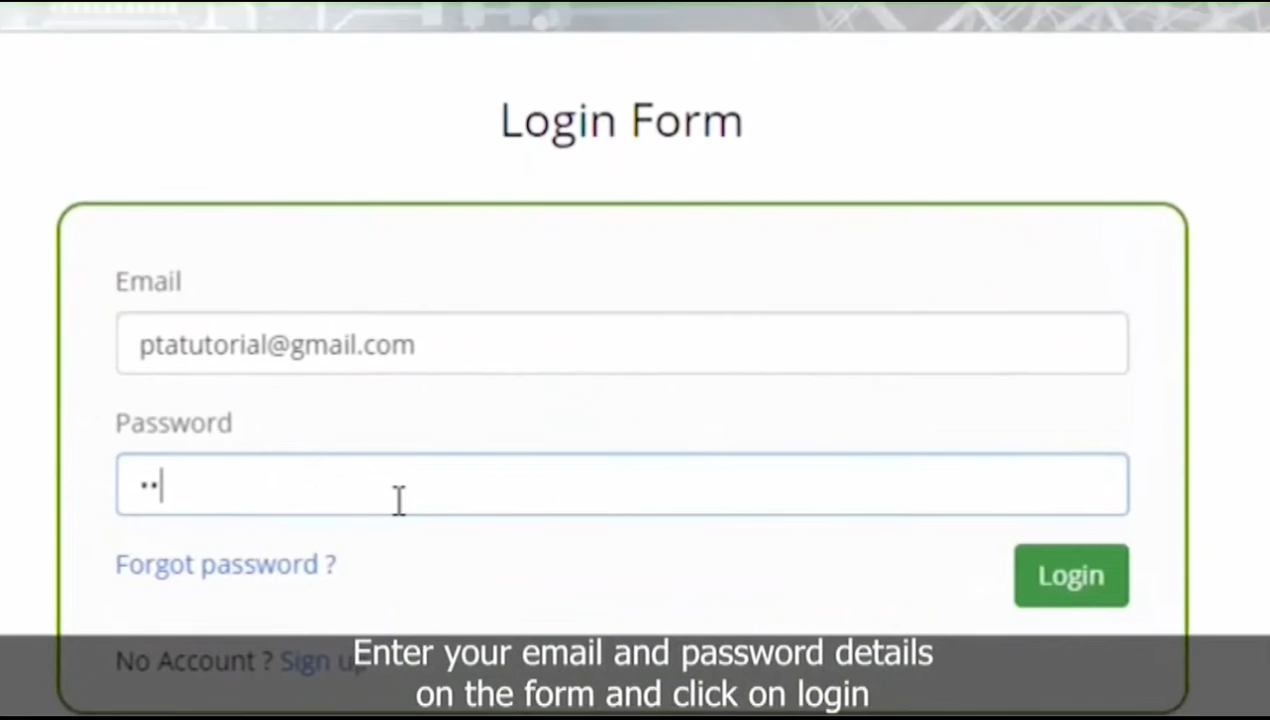 Login Form
Email
ptatutorial@gmail.com
Password
Forgot password ?
Login
No Account ? Sign up
Enter your email and password details
on the form and click on login